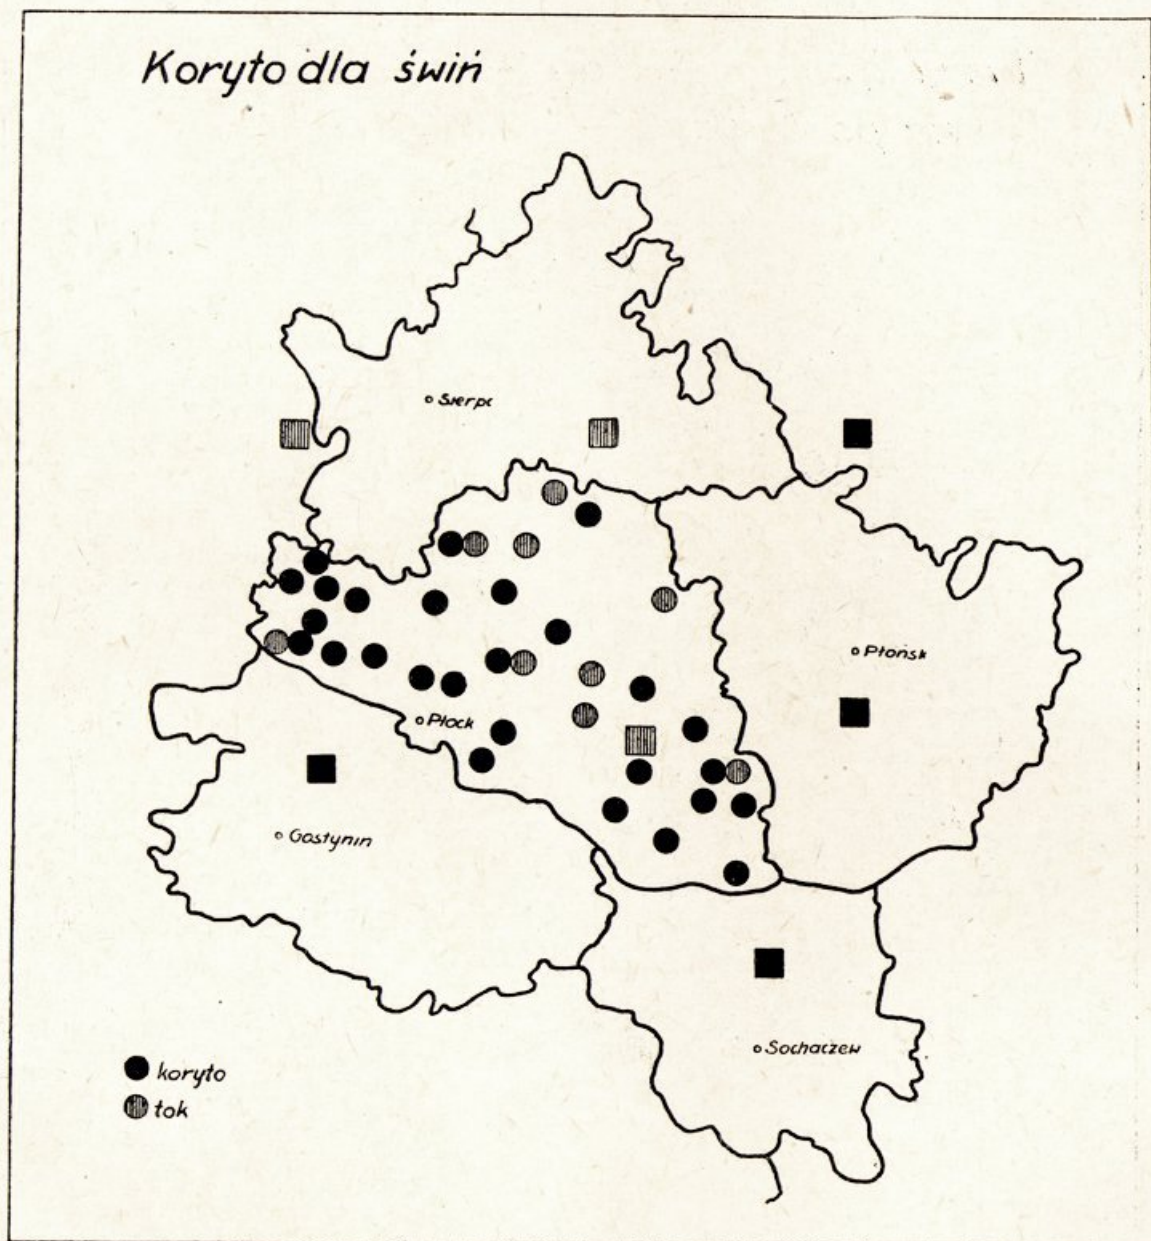 Koryto dla świń
Sierpc
Płońsk
Płock
Gostynin
Sochaczew
koryto
tok